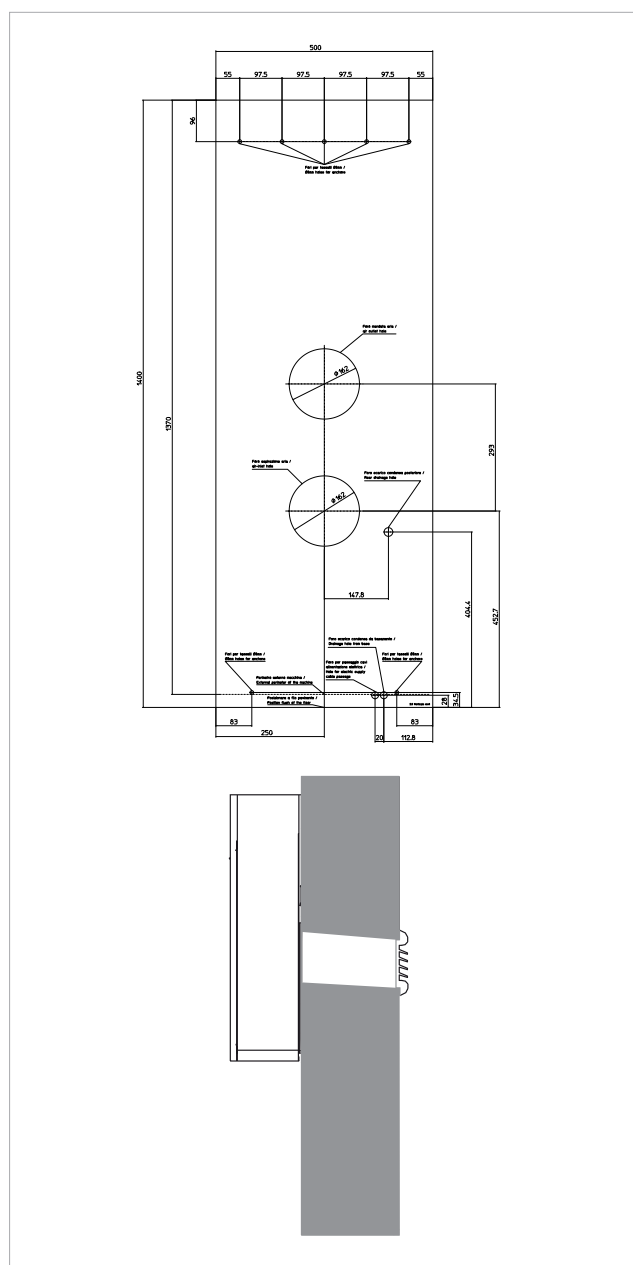 500
55 97.5 97.5 97.5 97.5 55
96
Fori per tasselli Ø8mm /
Ø8mm holes for anchors
1400
1370
Foro mandata aria /
air outlet hole
Ø 162
293
Foro aspirazione aria /
air-inlet hole
Foro scarico condensa posteriore /
Rear drainage hole
Ø 162
147.8
404.4
452.7
Foro scarico condensa da basamento /
Drainage hole from base
Fori per tasselli Ø8mm /
Ø8mm holes for anchors
Foro per passaggio cavi
alimentazione elettrica /
Hole for electric supply
cable passage
Fori per tasselli Ø8mm /
Ø8mm holes for anchors
Perimetro esterno macchina /
External perimeter of the machine
Posizionare a filo pavimento /
Position flush of the floor
28
34.5
83
83
250
20
112.8